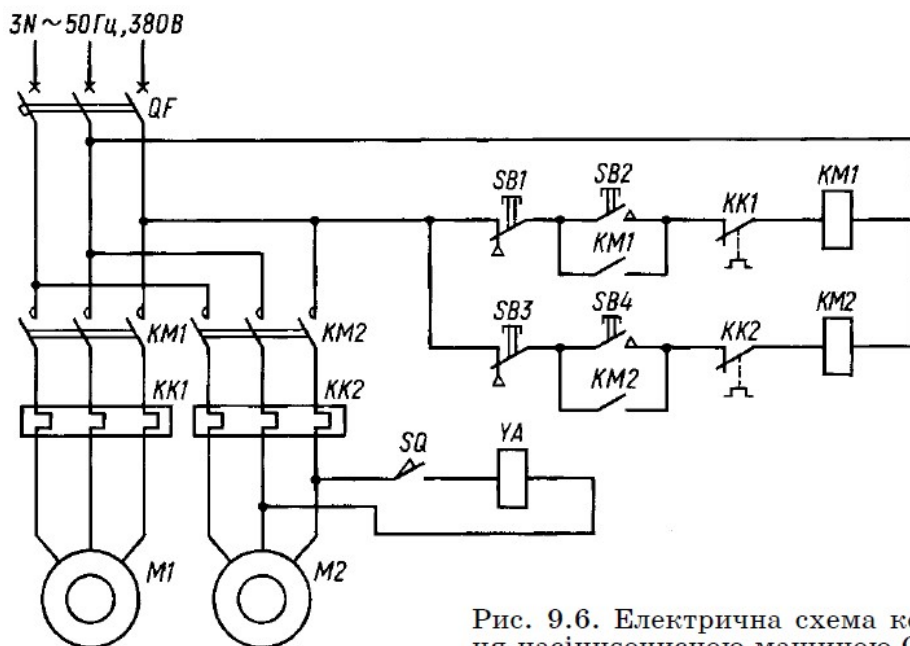 3N ~ 50Гц, 380В
QF
SB1
SB2
KK1
KM1
KM1
SB3
SB4
KK2
KM2
KM2
KM1
KM2
KK1
KK2
SQ
YA
M1
M2
Рис. 9.6. Електрична схема